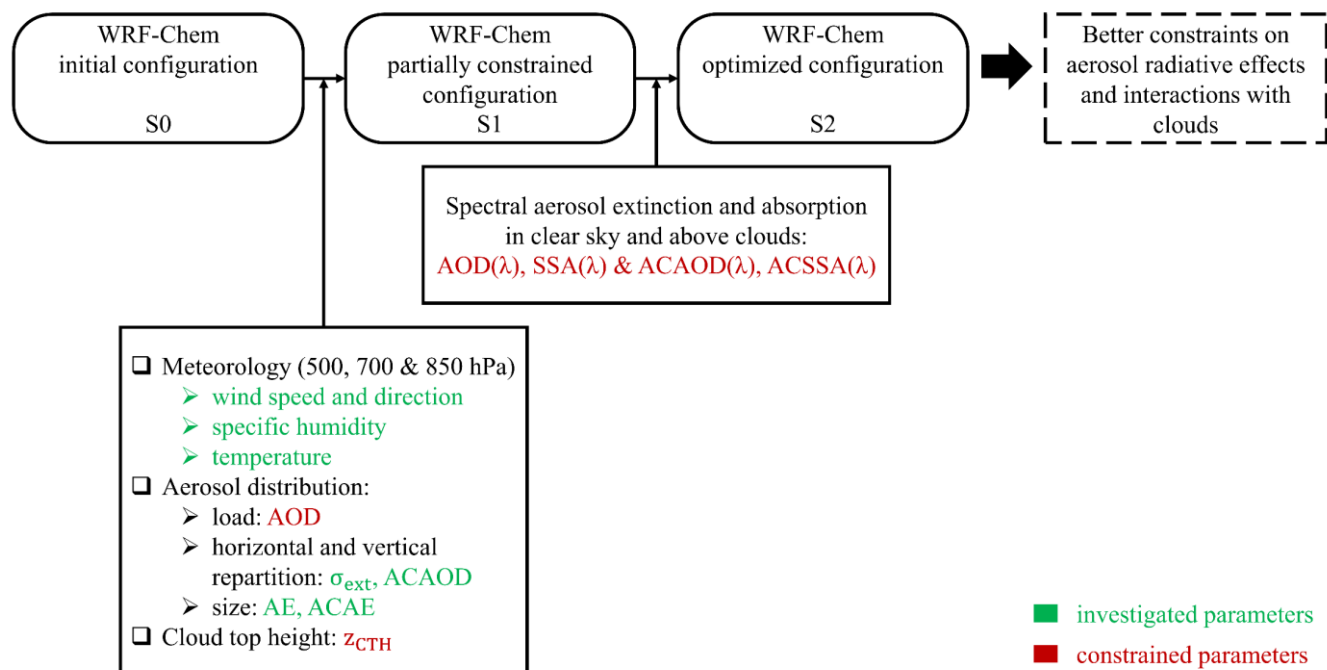 WRF-Chem
initial configuration
S0
WRF-Chem
partially constrained
configuration
S1
WRF-Chem
optimized configuration
S2
Better constraints on
aerosol radiative effects
and interactions with
clouds
Spectral aerosol extinction and absorption
in clear sky and above clouds:
AOD(λ), SSA(λ) & ACAOD(λ), ACSSA(λ)
❑ Meteorology (500, 700 & 850 hPa)
➢ wind speed and direction
➢ specific humidity
➢ temperature
❑ Aerosol distribution:
➢ load: AOD
➢ horizontal and vertical
repartition: σext, ACAOD
➢ size: AE, ACAE
❑ Cloud top height: zCTH
investigated parameters
constrained parameters